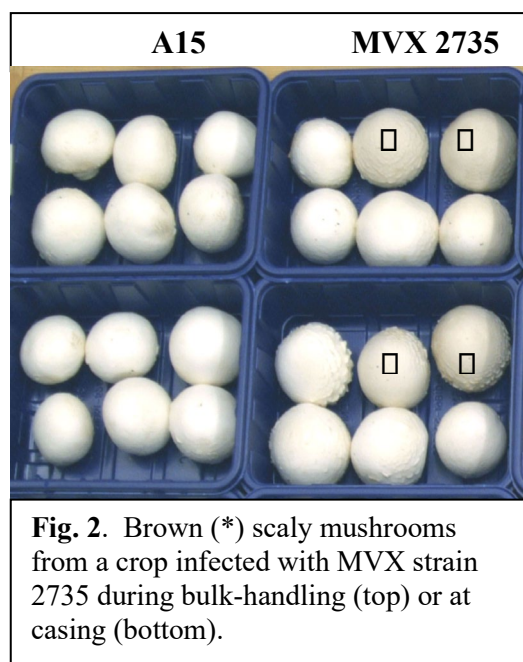 A15 MVX 2735
Fig. 2. Brown (*) scaly mushrooms
from a crop infected with MVX strain
2735 during bulk-handling (top) or at
casing (bottom).